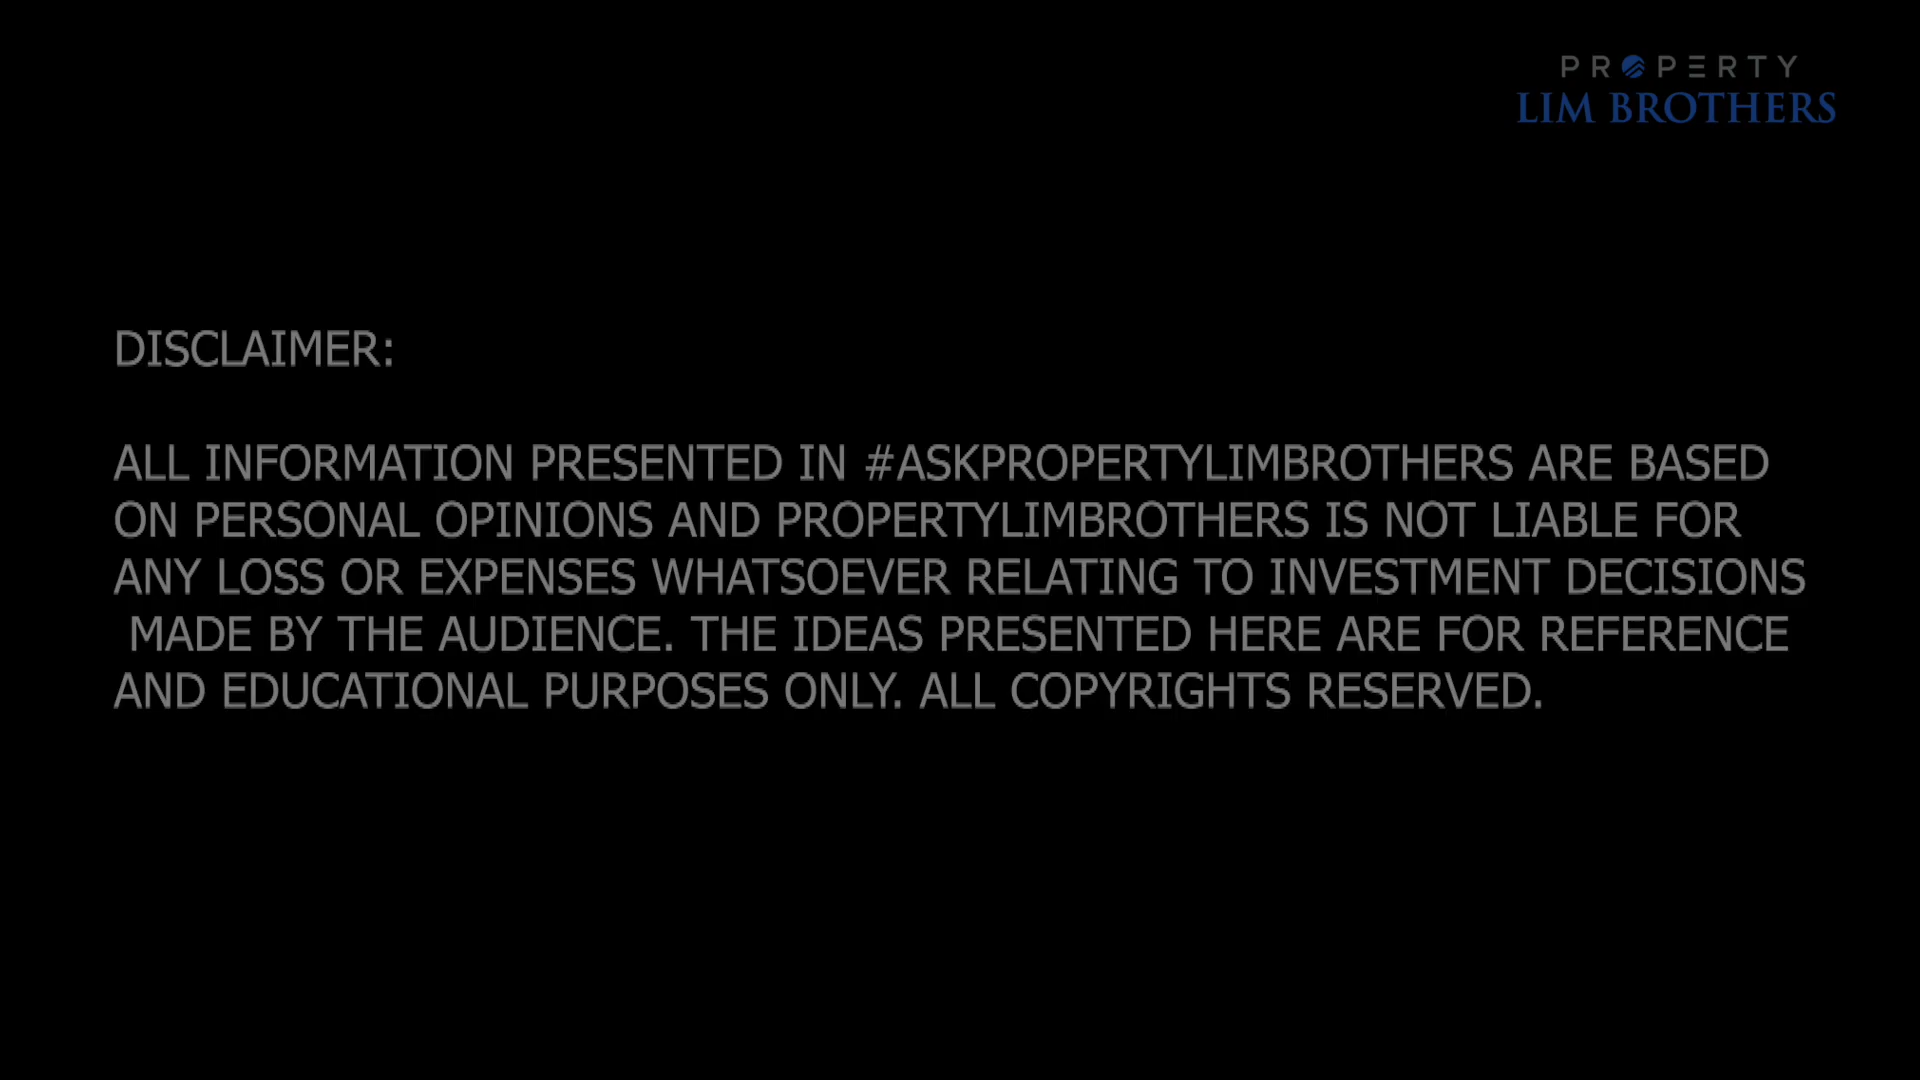 PROPERTY
LIM BROTHERS
DISCLAIMER:
ALL INFORMATION PRESENTED IN #ASKPROPERTYLIMBROTHERS ARE BASED
ON PERSONAL OPINIONS AND PROPERTYLIMBROTHERS IS NOT LIABLE FOR
ANY LOSS OR EXPENSES WHATSOEVER RELATING TO INVESTMENT DECISIONS
MADE BY THE AUDIENCE. THE IDEAS PRESENTED HERE ARE FOR REFERENCE
AND EDUCATIONAL PURPOSES ONLY. ALL COPYRIGHTS RESERVED.